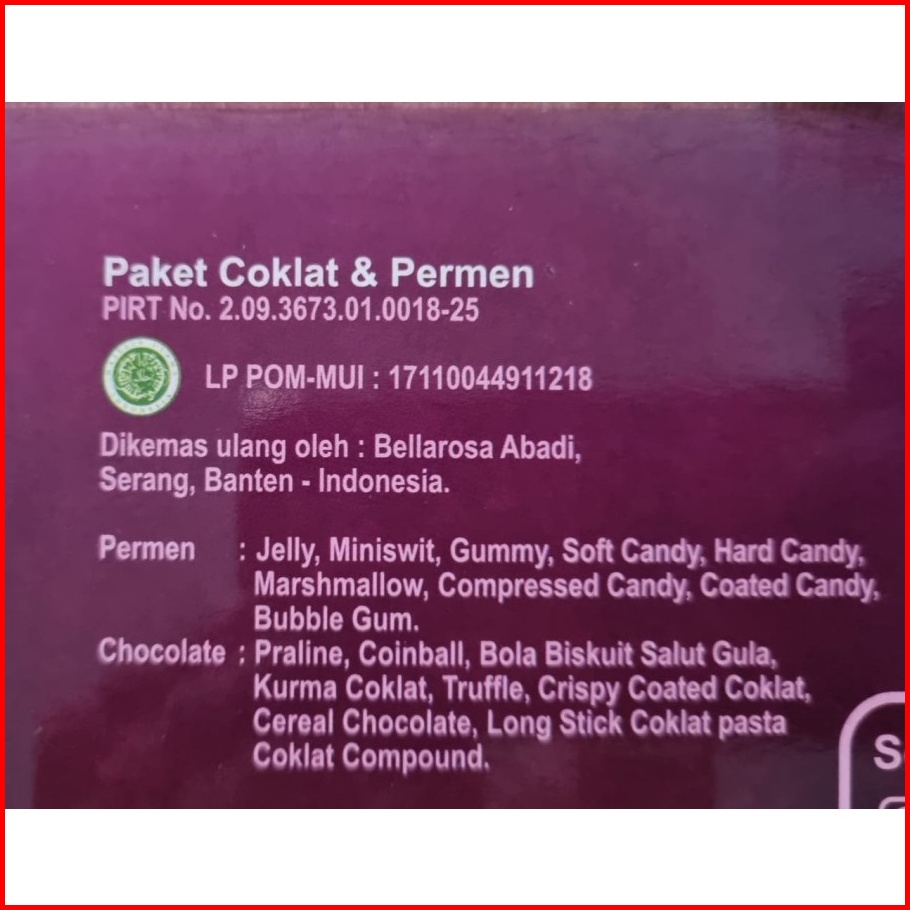 Paket Coklat & Permen
PIRT No. 2.09.3673.01.0018-25
LP POM-MUI : 17110044911218
Dikemas ulang oleh : Bellarosa Abadi,
Serang, Banten - Indonesia.
Permen : Jelly, Miniswit, Gummy, Soft Candy, Hard Candy,
Marshmallow, Compressed Candy, Coated Candy,
Bubble Gum.
Chocolate : Praline, Coinball, Bola Biskuit Salut Gula,
Kurma Coklat, Truffle, Crispy Coated Coklat,
Cereal Chocolate, Long Stick Coklat pasta
Coklat Compound.